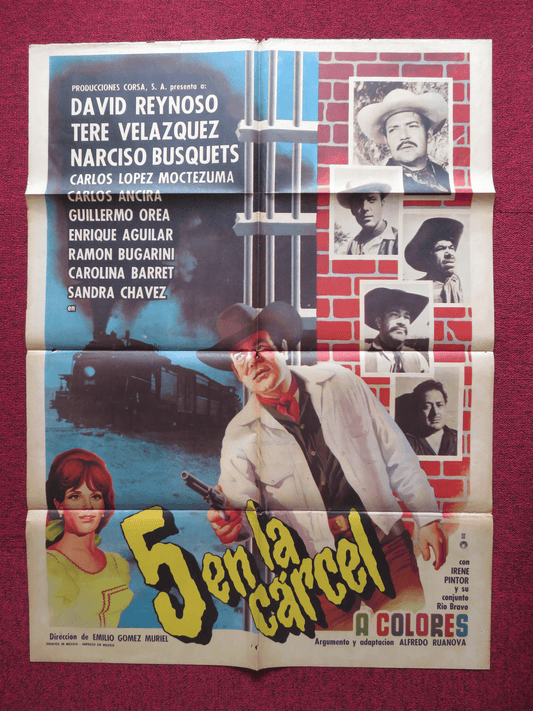 PRODUCCIONES CORSA, S. A. presenta a:
DAVID REYNOSO
TERE VELAZQUEZ
NARCISO BUSQUETS
CARLOS LOPEZ MOCTEZUMA
CARLOS ANCIRA
GUILLERMO OREA
ENRIQUE AGUILAR
RAMON BUGARINI
CAROLINA BARRET
SANDRA CHAVEZ
en
5 en la
cárcel
con
IRENE
PINTOR
y su
conjunto
Rio Bravo
A COLORES
Direccion de EMILIO GOMEZ MURIEL
Argumento y adaptacion ALFREDO RUANOVA